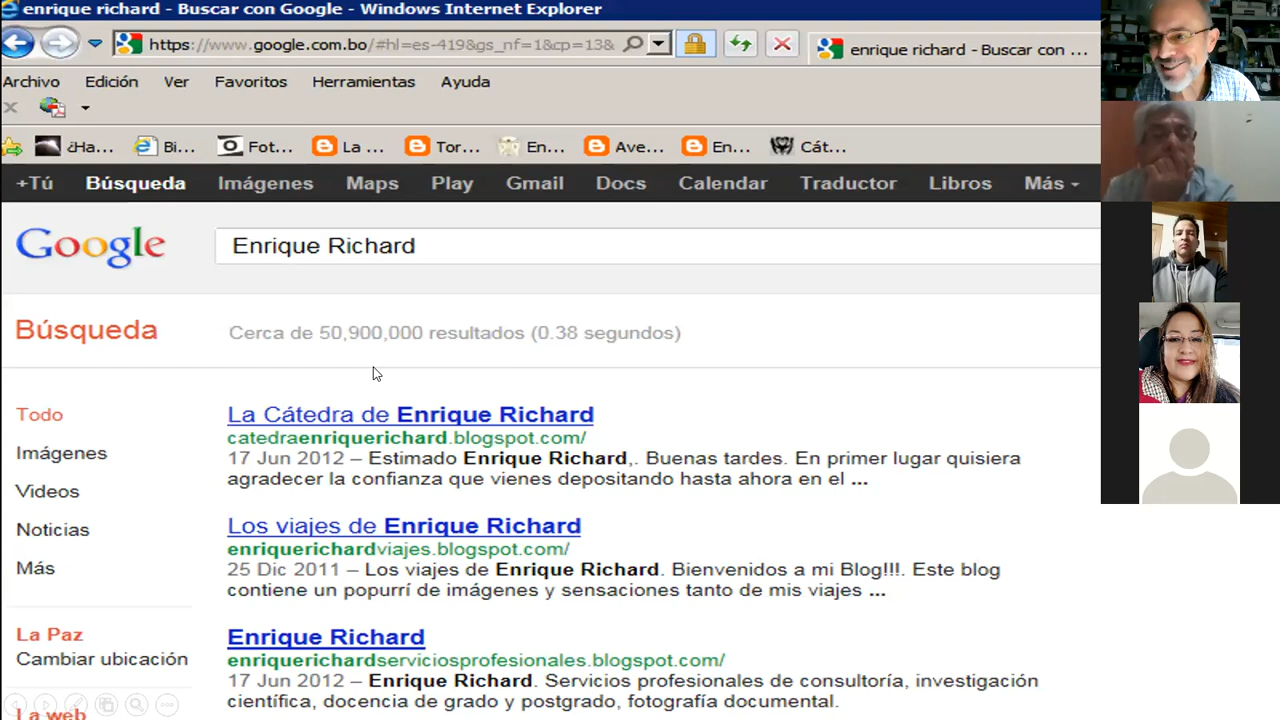 enrique richard - Buscar con Google - Windows Internet Explorer
https://www.google.com.bo/#hl=es-419&gs_nf=1&cp=13&
enrique richard - Buscar con ...
Archivo Edición Ver Favoritos Herramientas Ayuda
¿Ha... Bi... Fot... La ... Tor... En... Ave... En... Cát...
+Tú Búsqueda Imágenes Maps Play Gmail Docs Calendar Traductor Libros Más
Google Enrique Richard
Búsqueda Cerca de 50,900,000 resultados (0.38 segundos)
Todo
Imágenes
Videos
Noticias
Más
La Paz
Cambiar ubicación
La web
La Cátedra de Enrique Richard
catedraenriquerichard.blogspot.com/
17 Jun 2012 – Estimado Enrique Richard,. Buenas tardes. En primer lugar quisiera
agradecer la confianza que vienes depositando hasta ahora en el ...
Los viajes de Enrique Richard
enriquerichardviajes.blogspot.com/
25 Dic 2011 – Los viajes de Enrique Richard. Bienvenidos a mi Blog!!!. Este blog
contiene un popurrí de imágenes y sensaciones tanto de mis viajes ...
Enrique Richard
enriquerichardserviciosprofesionales.blogspot.com/
17 Jun 2012 – Enrique Richard. Servicios profesionales de consultoría, investigación
científica, docencia de grado y postgrado, fotografía documental.